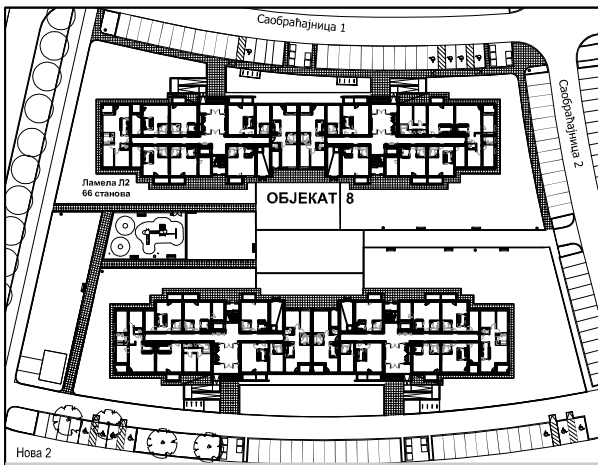 Саобраћајница 1
Саобраћајница 2
Ламела Л2
66 станова
ОБЈЕКАТ 8
Нова 2